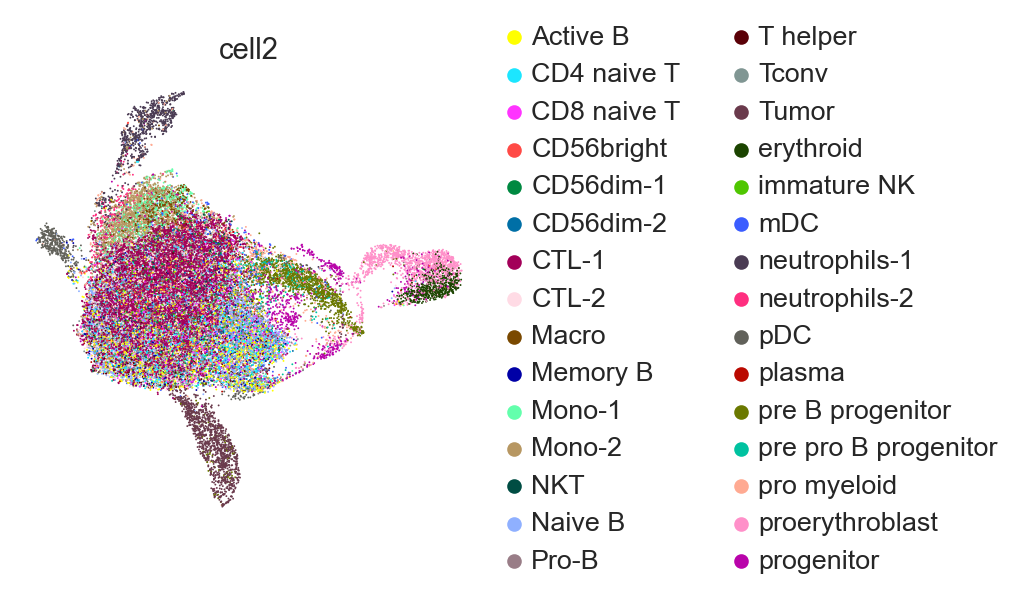 cell2
Active B
CD4 naive T
CD8 naive T
CD56bright
CD56dim-1
CD56dim-2
CTL-1
CTL-2
Macro
Memory B
Mono-1
Mono-2
NKT
Naive B
Pro-B
T helper
Tconv
Tumor
erythroid
immature NK
mDC
neutrophils-1
neutrophils-2
pDC
plasma
pre B progenitor
pre pro B progenitor
pro myeloid
proerythroblast
progenitor